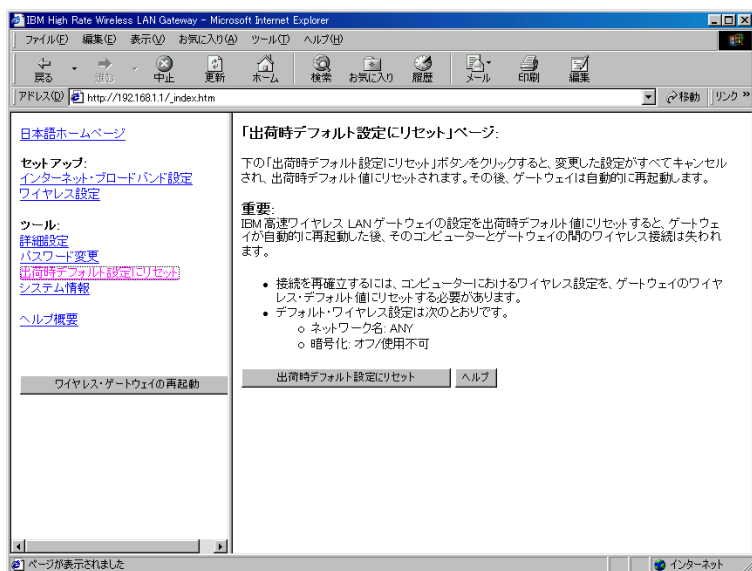 IBM High Rate Wireless LAN Gateway - Microsoft Internet Explorer
ファイル(F) 編集(E) 表示(V) お気に入り(A) ツール(T) ヘルプ(H)
戻る 進む 中止 更新 ホーム 検索 お気に入り 履歴 メール 印刷 編集
アドレス(D) http://192.168.1.1/_index.htm 移動 リンク »
日本語ホームページ
セットアップ:
インターネット・ブロードバンド設定
ワイヤレス設定
ツール:
詳細設定
パスワード変更
出荷時デフォルト設定にリセット
システム情報
ヘルプ概要
ワイヤレス・ゲートウェイの再起動
「出荷時デフォルト設定にリセット」ページ:
下の「出荷時デフォルト設定にリセット」ボタンをクリックすると、変更した設定がすべてキャンセル
され、出荷時デフォルト値にリセットされます。その後、ゲートウェイは自動的に再起動します。
重要:
IBM 高速ワイヤレス LAN ゲートウェイの設定を出荷時デフォルト値にリセットすると、ゲートウェ
イが自動的に再起動した後、そのコンピューターとゲートウェイの間のワイヤレス接続は失われ
ます。
• 接続を再確立するには、コンピューターにおけるワイヤレス設定を、ゲートウェイのワイヤ
レス・デフォルト値にリセットする必要があります。
• デフォルト・ワイヤレス設定は次のとおりです。
○ ネットワーク名: ANY
○ 暗号化: オフ/使用不可
出荷時デフォルト設定にリセット ヘルプ
ページが表示されました インターネット